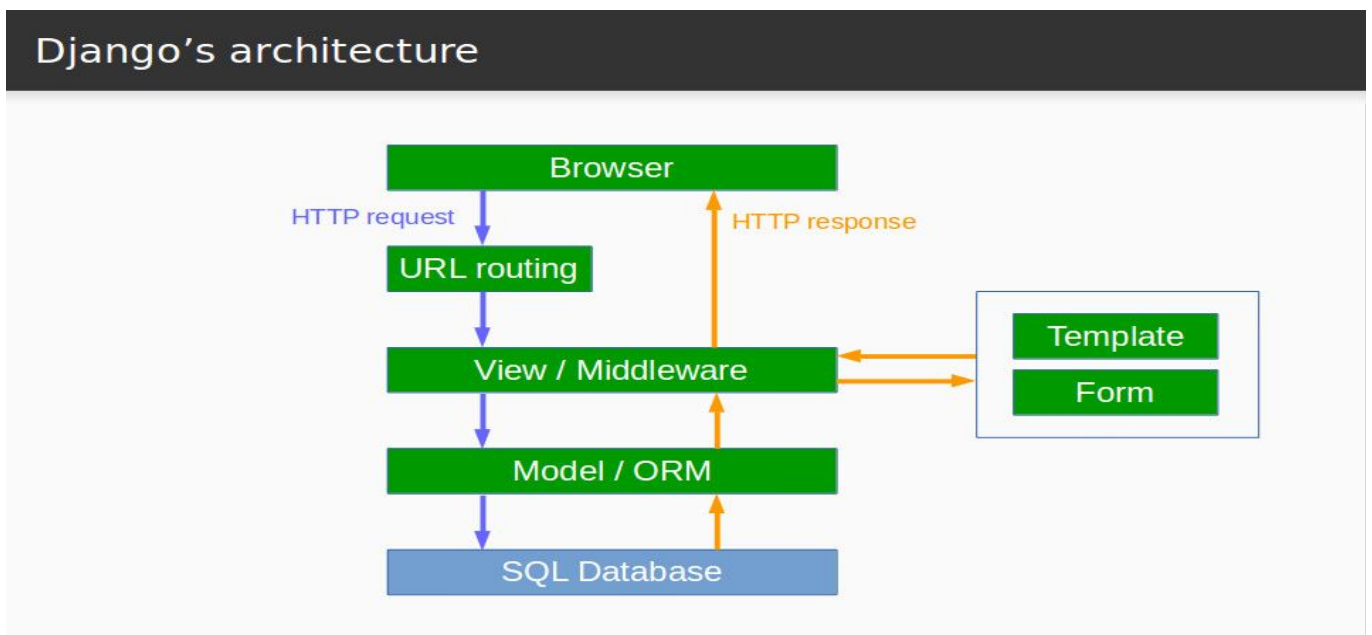 Django’s architecture
Browser
HTTP request
HTTP response
URL routing
Template
View / Middleware
Form
Model / ORM
SQL Database